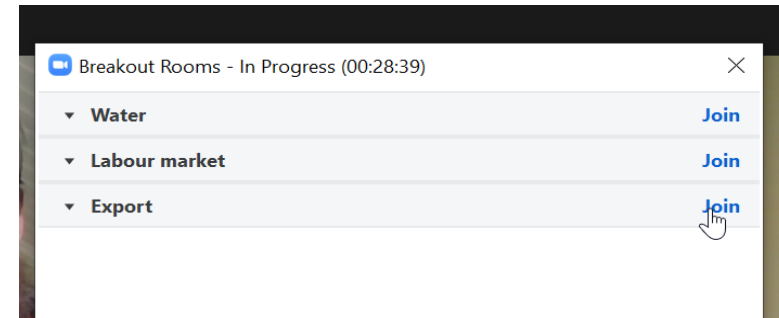 Breakout Rooms - In Progress (00:28:39)
Water Join
Labour market Join
Export Join